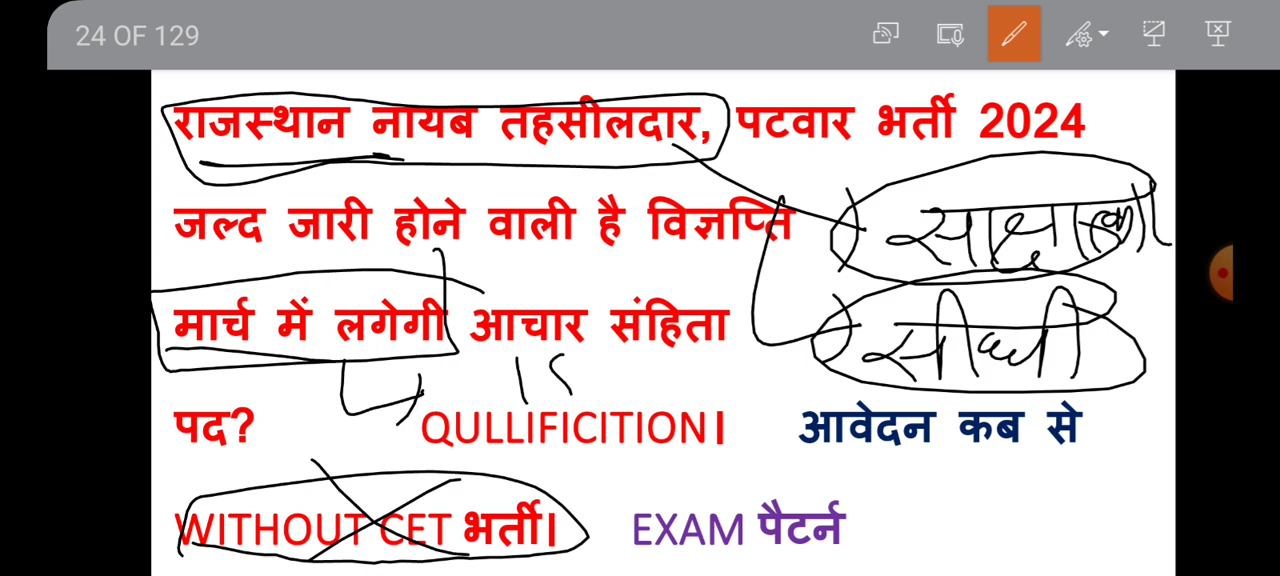 24 OF 129
राजस्थान नायब तहसीलदार, पटवार भर्ती 2024
जल्द जारी होने वाली है विज्ञप्ति
मार्च में लगेगी आचार संहिता
सीधी
पद? QULLIFICITION। आवेदन कब से
WITHOUT CET भर्ती। EXAM पैटर्न